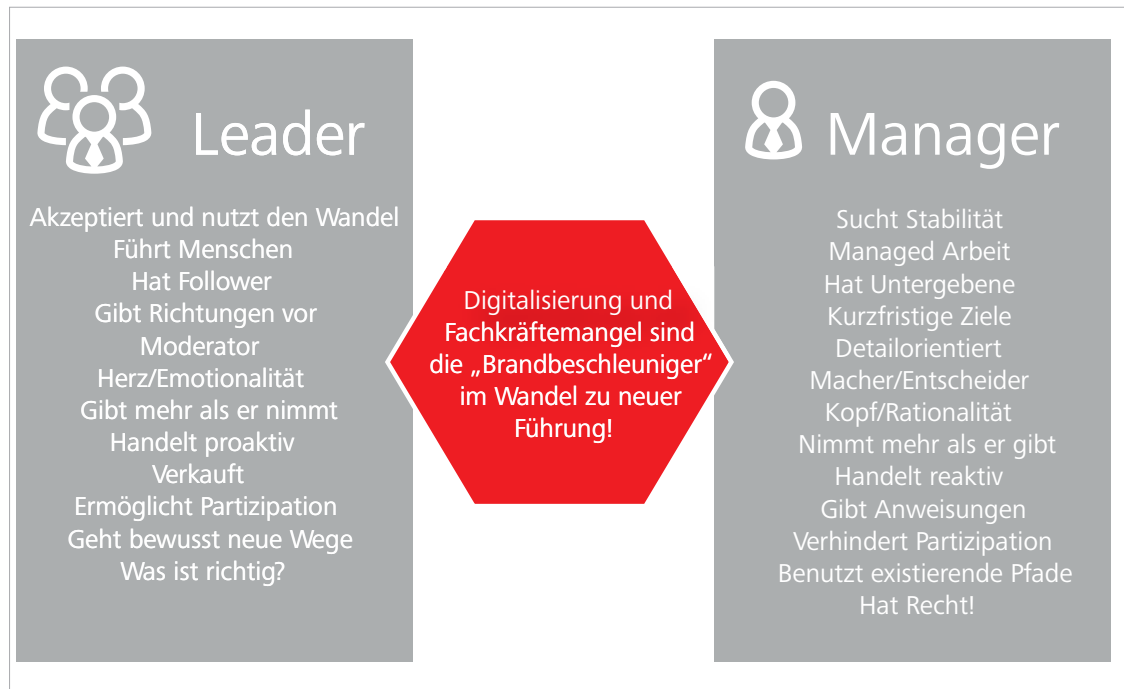 Leader
Akzeptiert und nutzt den Wandel
Führt Menschen
Hat Follower
Gibt Richtungen vor
Moderator
Herz/Emotionalität
Gibt mehr als er nimmt
Handelt proaktiv
Verkauft
Ermöglicht Partizipation
Geht bewusst neue Wege
Was ist richtig?
Digitalisierung und
Fachkräftemangel sind
die „Brandbeschleuniger“
im Wandel zu neuer
Führung!
Manager
Sucht Stabilität
Managed Arbeit
Hat Untergebene
Kurzfristige Ziele
Detailorientiert
Macher/Entscheider
Kopf/Rationalität
Nimmt mehr als er gibt
Handelt reaktiv
Gibt Anweisungen
Verhindert Partizipation
Benutzt existierende Pfade
Hat Recht!